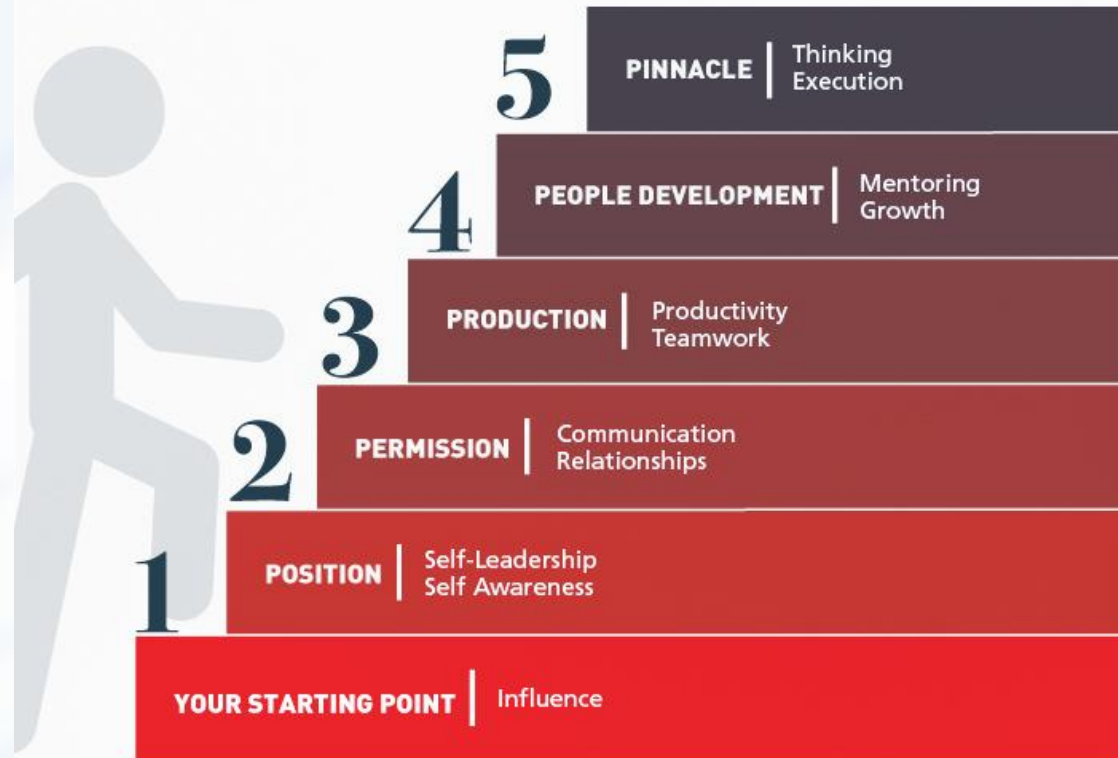 5
PINNACLE | Thinking
Execution
4
PEOPLE DEVELOPMENT | Mentoring
Growth
3
PRODUCTION | Productivity
Teamwork
2
PERMISSION | Communication
Relationships
1
POSITION | Self-Leadership
Self Awareness
YOUR STARTING POINT | Influence